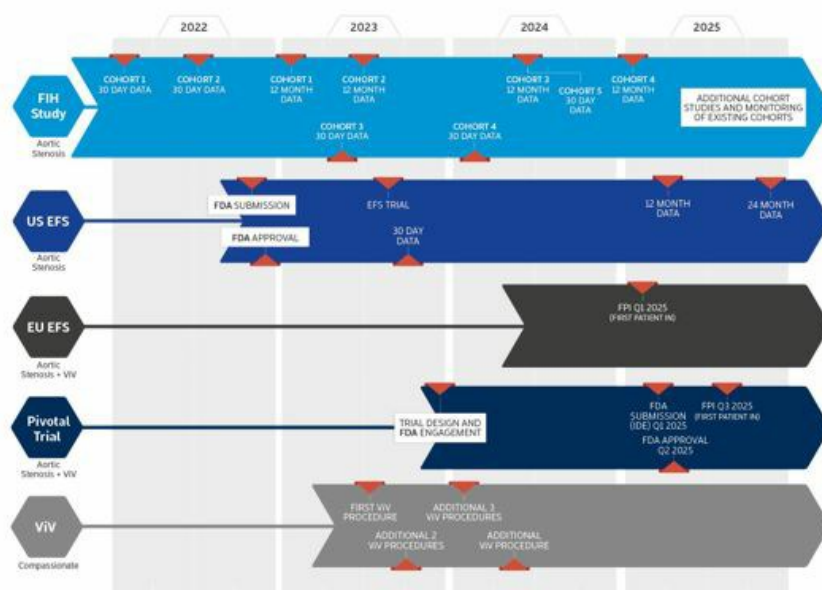 2022
2023
2024
2025
FIH
Study
Aortic
Stenosis
COHORT 1
30 DAY DATA
COHORT 2
30 DAY DATA
COHORT 1
12 MONTH
DATA
COHORT 2
12 MONTH
DATA
COHORT 3
12 MONTH
DATA
COHORT 5
30 DAY
DATA
COHORT 4
12 MONTH
DATA
ADDITIONAL COHORT
STUDIES AND MONITORING
OF EXISTING COHORTS
COHORT 3
30 DAY DATA
COHORT 4
30 DAY DATA
US EFS
Aortic
Stenosis
FDA SUBMISSION
EFS TRIAL
12 MONTH
DATA
24 MONTH
DATA
FDA APPROVAL
30 DAY
DATA
EU EFS
Aortic
Stenosis + ViV
FPI Q1 2025
(FIRST PATIENT IN)
Pivotal
Trial
Aortic
Stenosis + ViV
TRIAL DESIGN AND
FDA ENGAGEMENT
FDA
SUBMISSION
(IDE) Q1 2025
FPI Q3 2025
(FIRST PATIENT IN)
FDA APPROVAL
Q2 2025
ViV
Compassionate
FIRST ViV
PROCEDURE
ADDITIONAL 3
ViV PROCEDURES
ADDITIONAL 2
ViV PROCEDURES
ADDITIONAL
ViV PROCEDURE